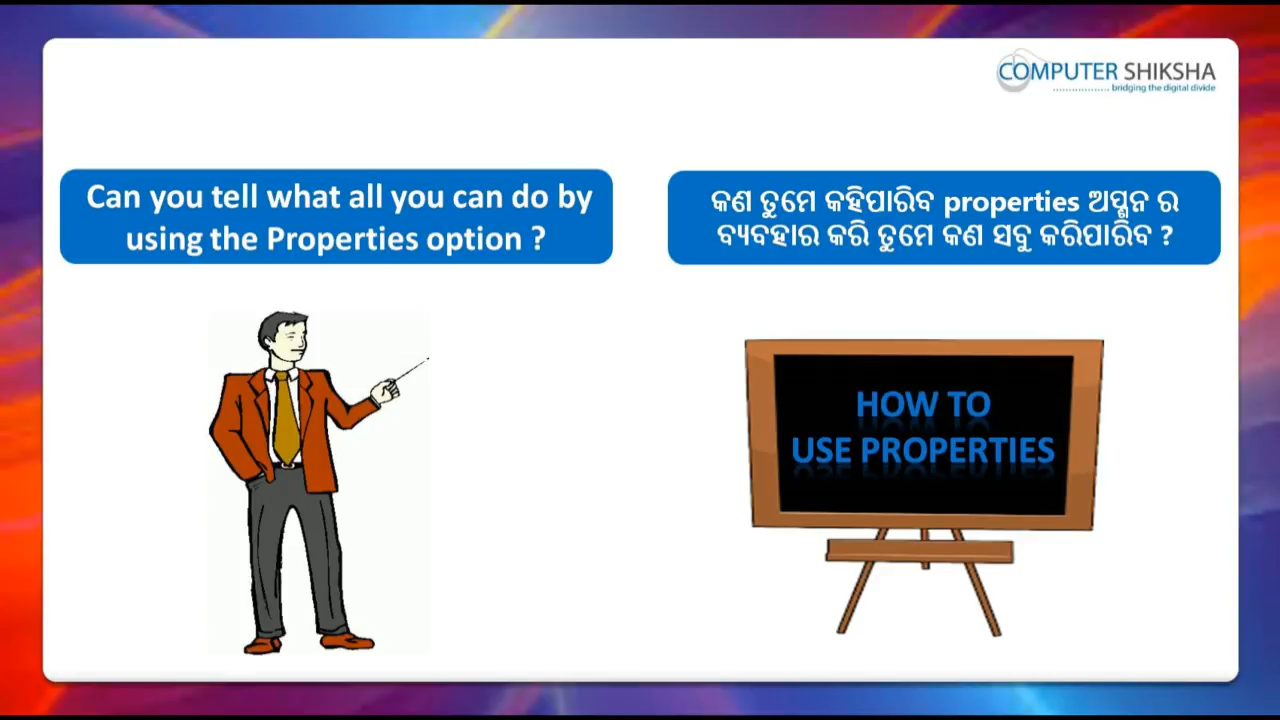 COMPUTER SHIKSHA
bridging the digital divide
Can you tell what all you can do by
using the Properties option ?
କଣ ତୁମେ କହିପାରିବ properties ଅପ୍ସନ ର
ବ୍ୟବହାର କରି ତୁମେ କଣ ସବୁ କରିପାରିବ ?
HOW TO
USE PROPERTIES